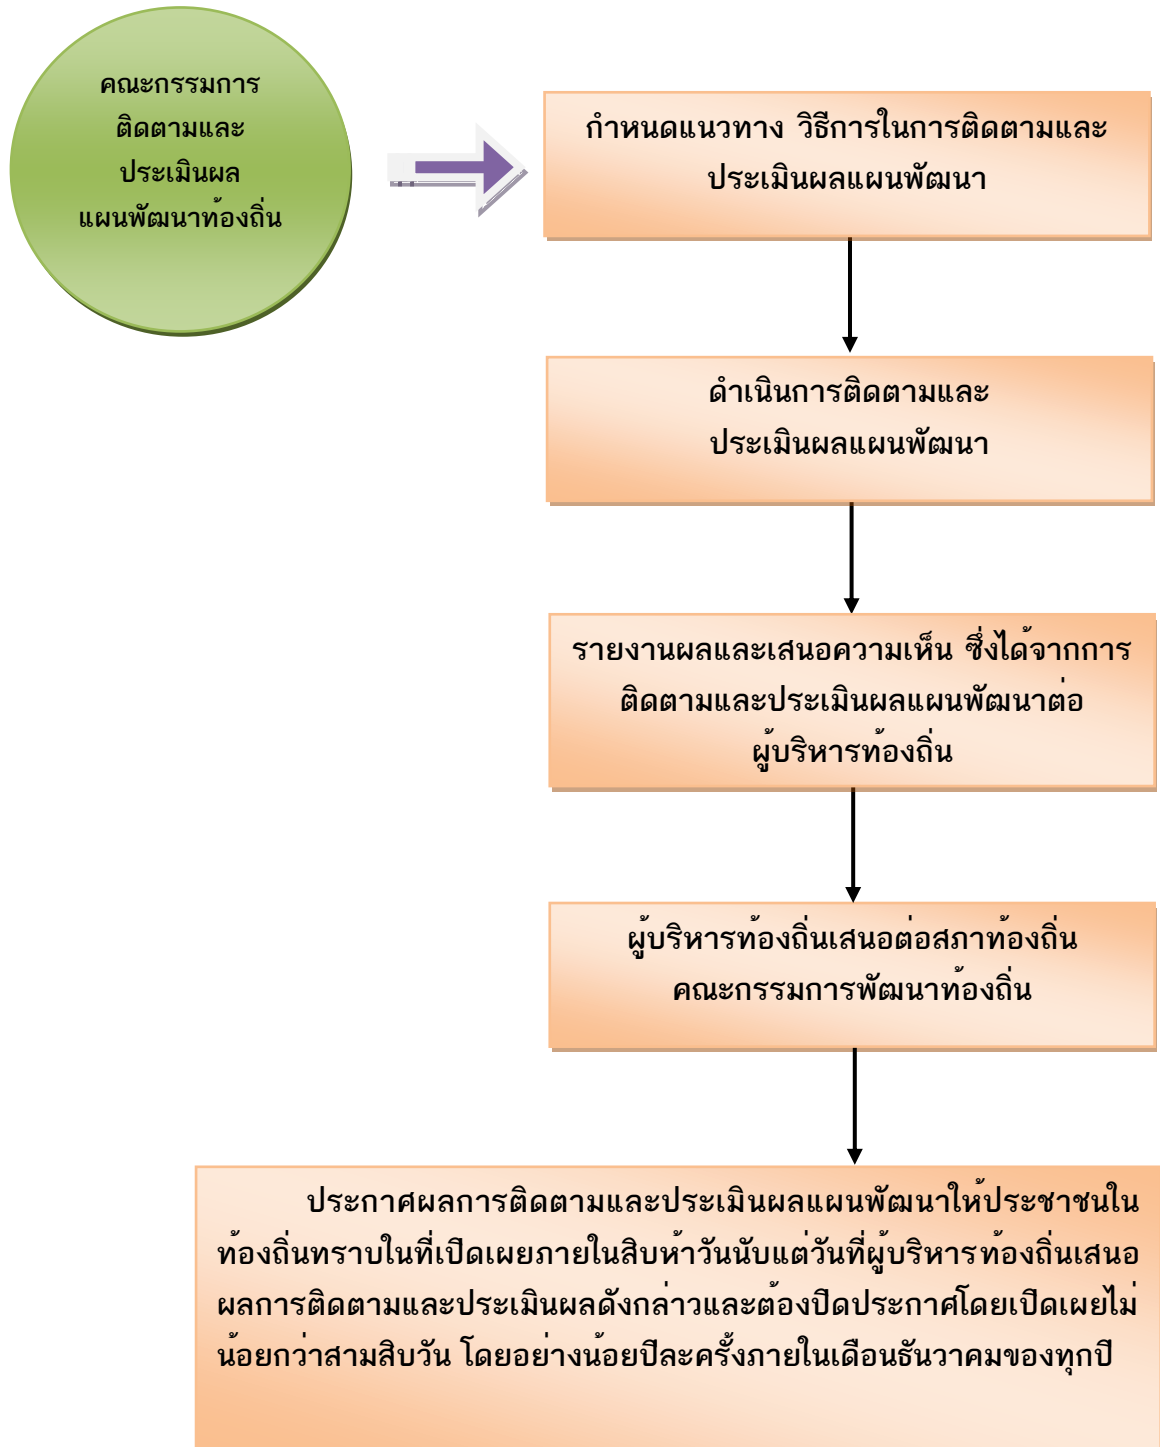 คณะกรรมการ
ติดตามและ
ประเมินผล
แผนพัฒนาท้องถิ่น
กำหนดแนวทาง วิธีการในการติดตามและ
ประเมินผลแผนพัฒนา
ดำเนินการติดตามและ
ประเมินผลแผนพัฒนา
รายงานผลและเสนอความเห็น ซึ่งได้จากการ
ติดตามและประเมินผลแผนพัฒนาต่อ
ผู้บริหารท้องถิ่น
ผู้บริหารท้องถิ่นเสนอต่อสภาท้องถิ่น
คณะกรรมการพัฒนาท้องถิ่น
ประกาศผลการติดตามและประเมินผลแผนพัฒนาให้ประชาชนใน
ท้องถิ่นทราบในที่เปิดเผยภายในสิบห้าวันนับแต่วันที่ผู้บริหารท้องถิ่นเสนอ
ผลการติดตามและประเมินผลดังกล่าวและต้องปิดประกาศโดยเปิดเผยไม่
น้อยกว่าสามสิบวัน โดยอย่างน้อยปีละครั้งภายในเดือนธันวาคมของทุกปี